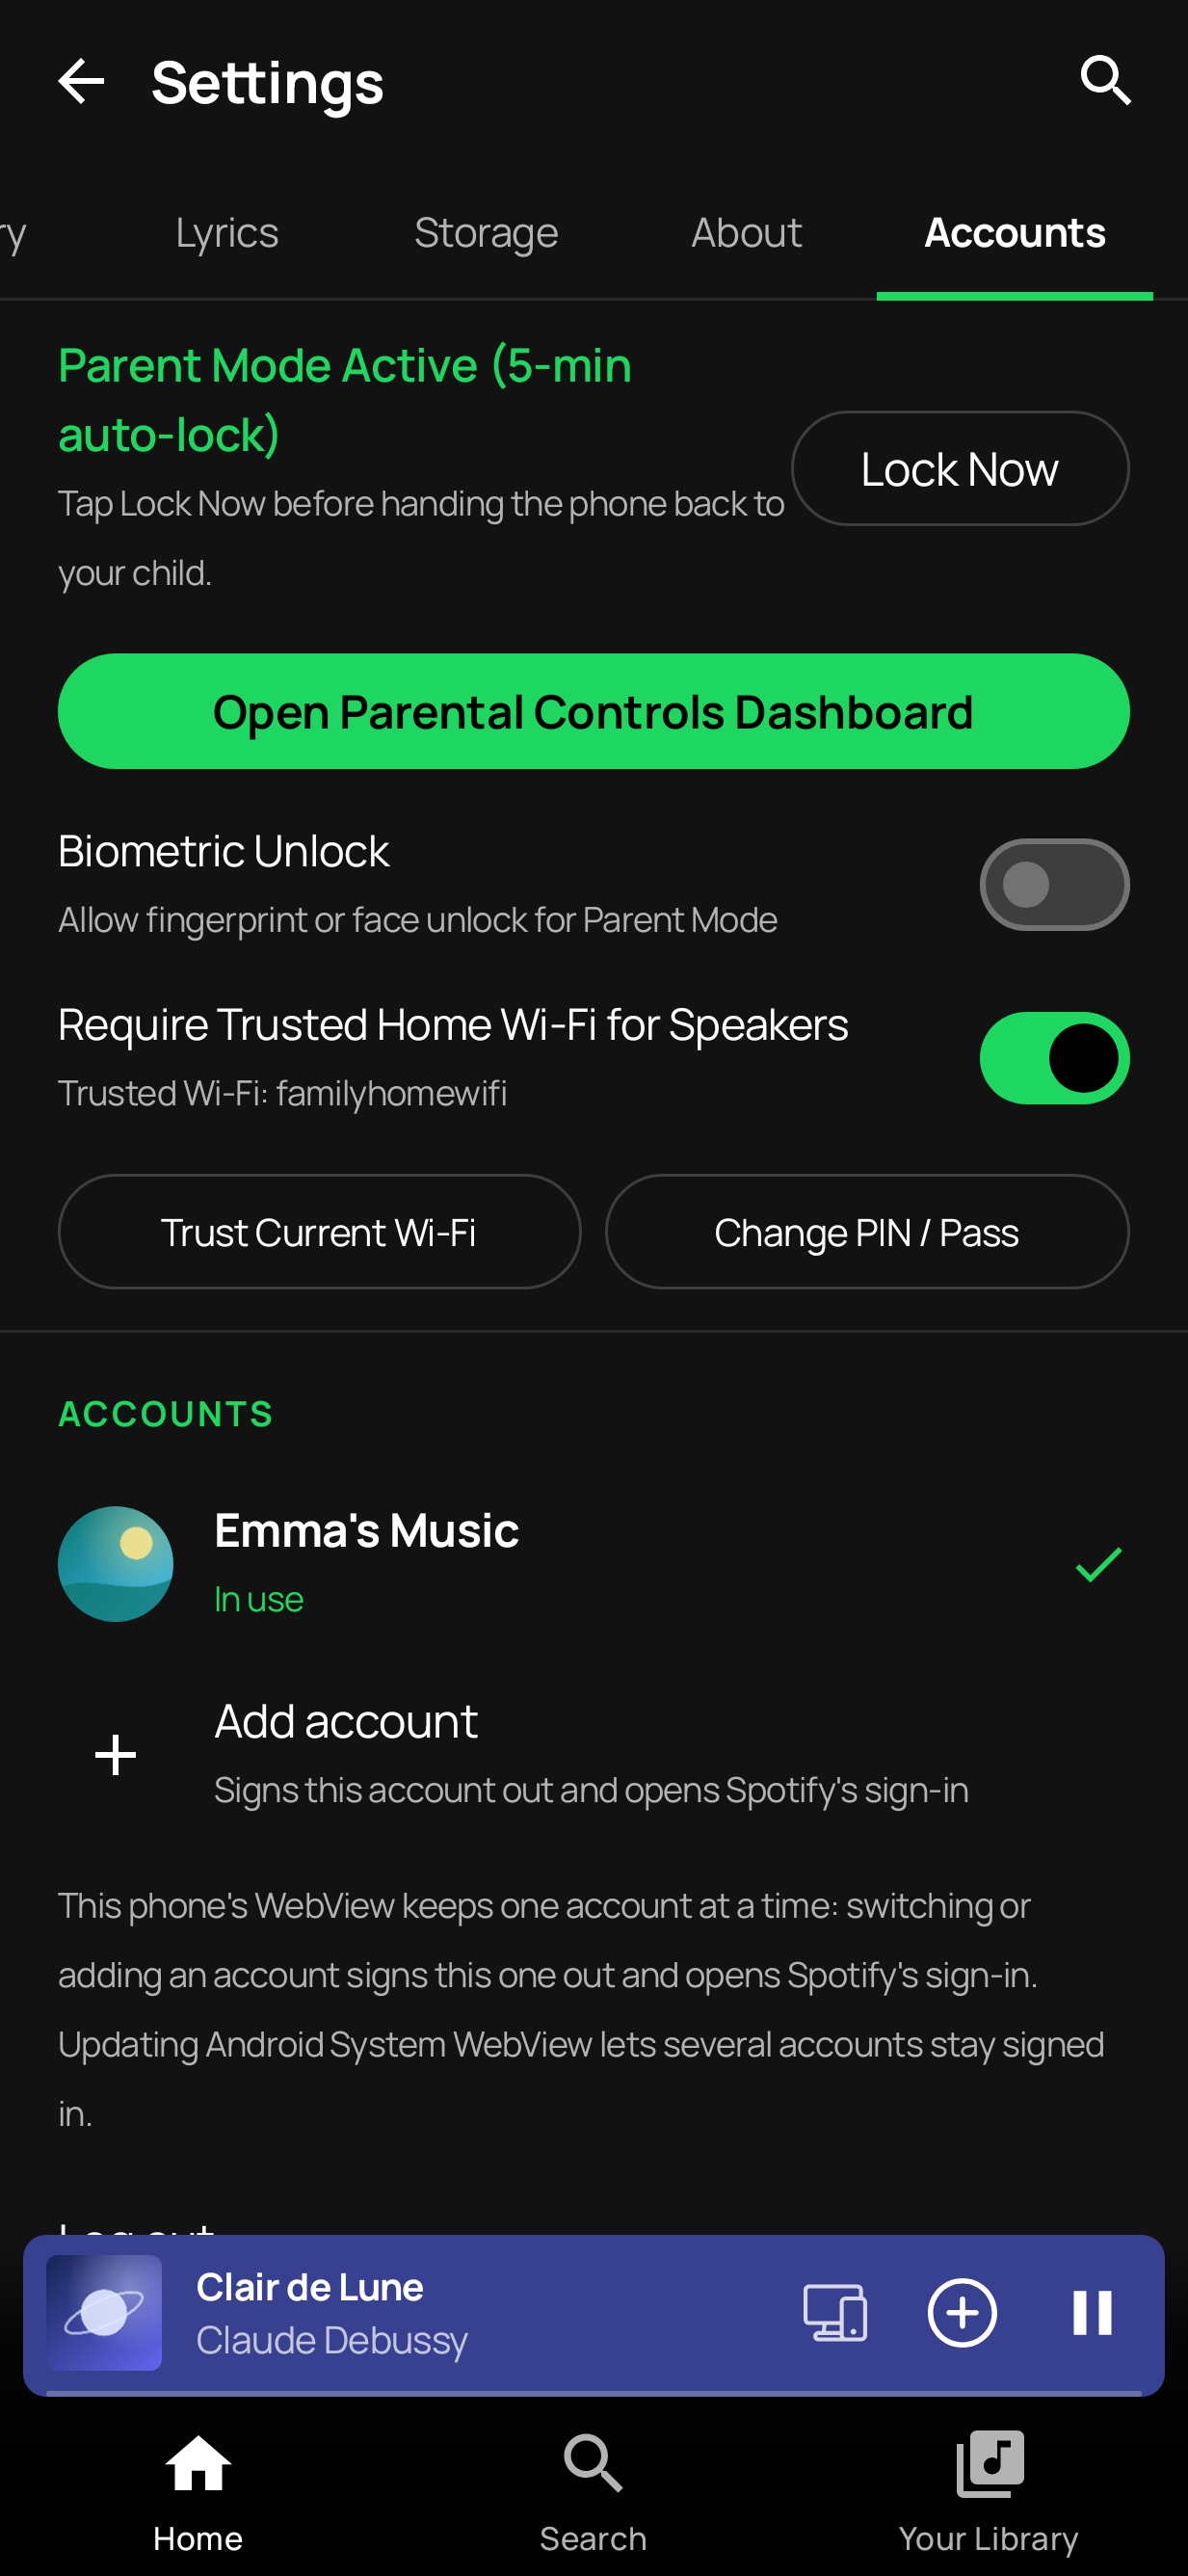 Settings
ry
Lyrics
Storage
About
Accounts
Parent Mode Active (5-min
auto-lock)
Tap Lock Now before handing the phone back to
your child.
Lock Now
Open Parental Controls Dashboard
Biometric Unlock
Allow fingerprint or face unlock for Parent Mode
Require Trusted Home Wi-Fi for Speakers
Trusted Wi-Fi: familyhomewifi
Trust Current Wi-Fi
Change PIN / Pass
ACCOUNTS
Emma's Music
In use
Add account
Signs this account out and opens Spotify's sign-in
This phone's WebView keeps one account at a time: switching or
adding an account signs this one out and opens Spotify's sign-in.
Updating Android System WebView lets several accounts stay signed
in.
Log out
Clair de Lune
Claude Debussy
Home
Search
Your Library